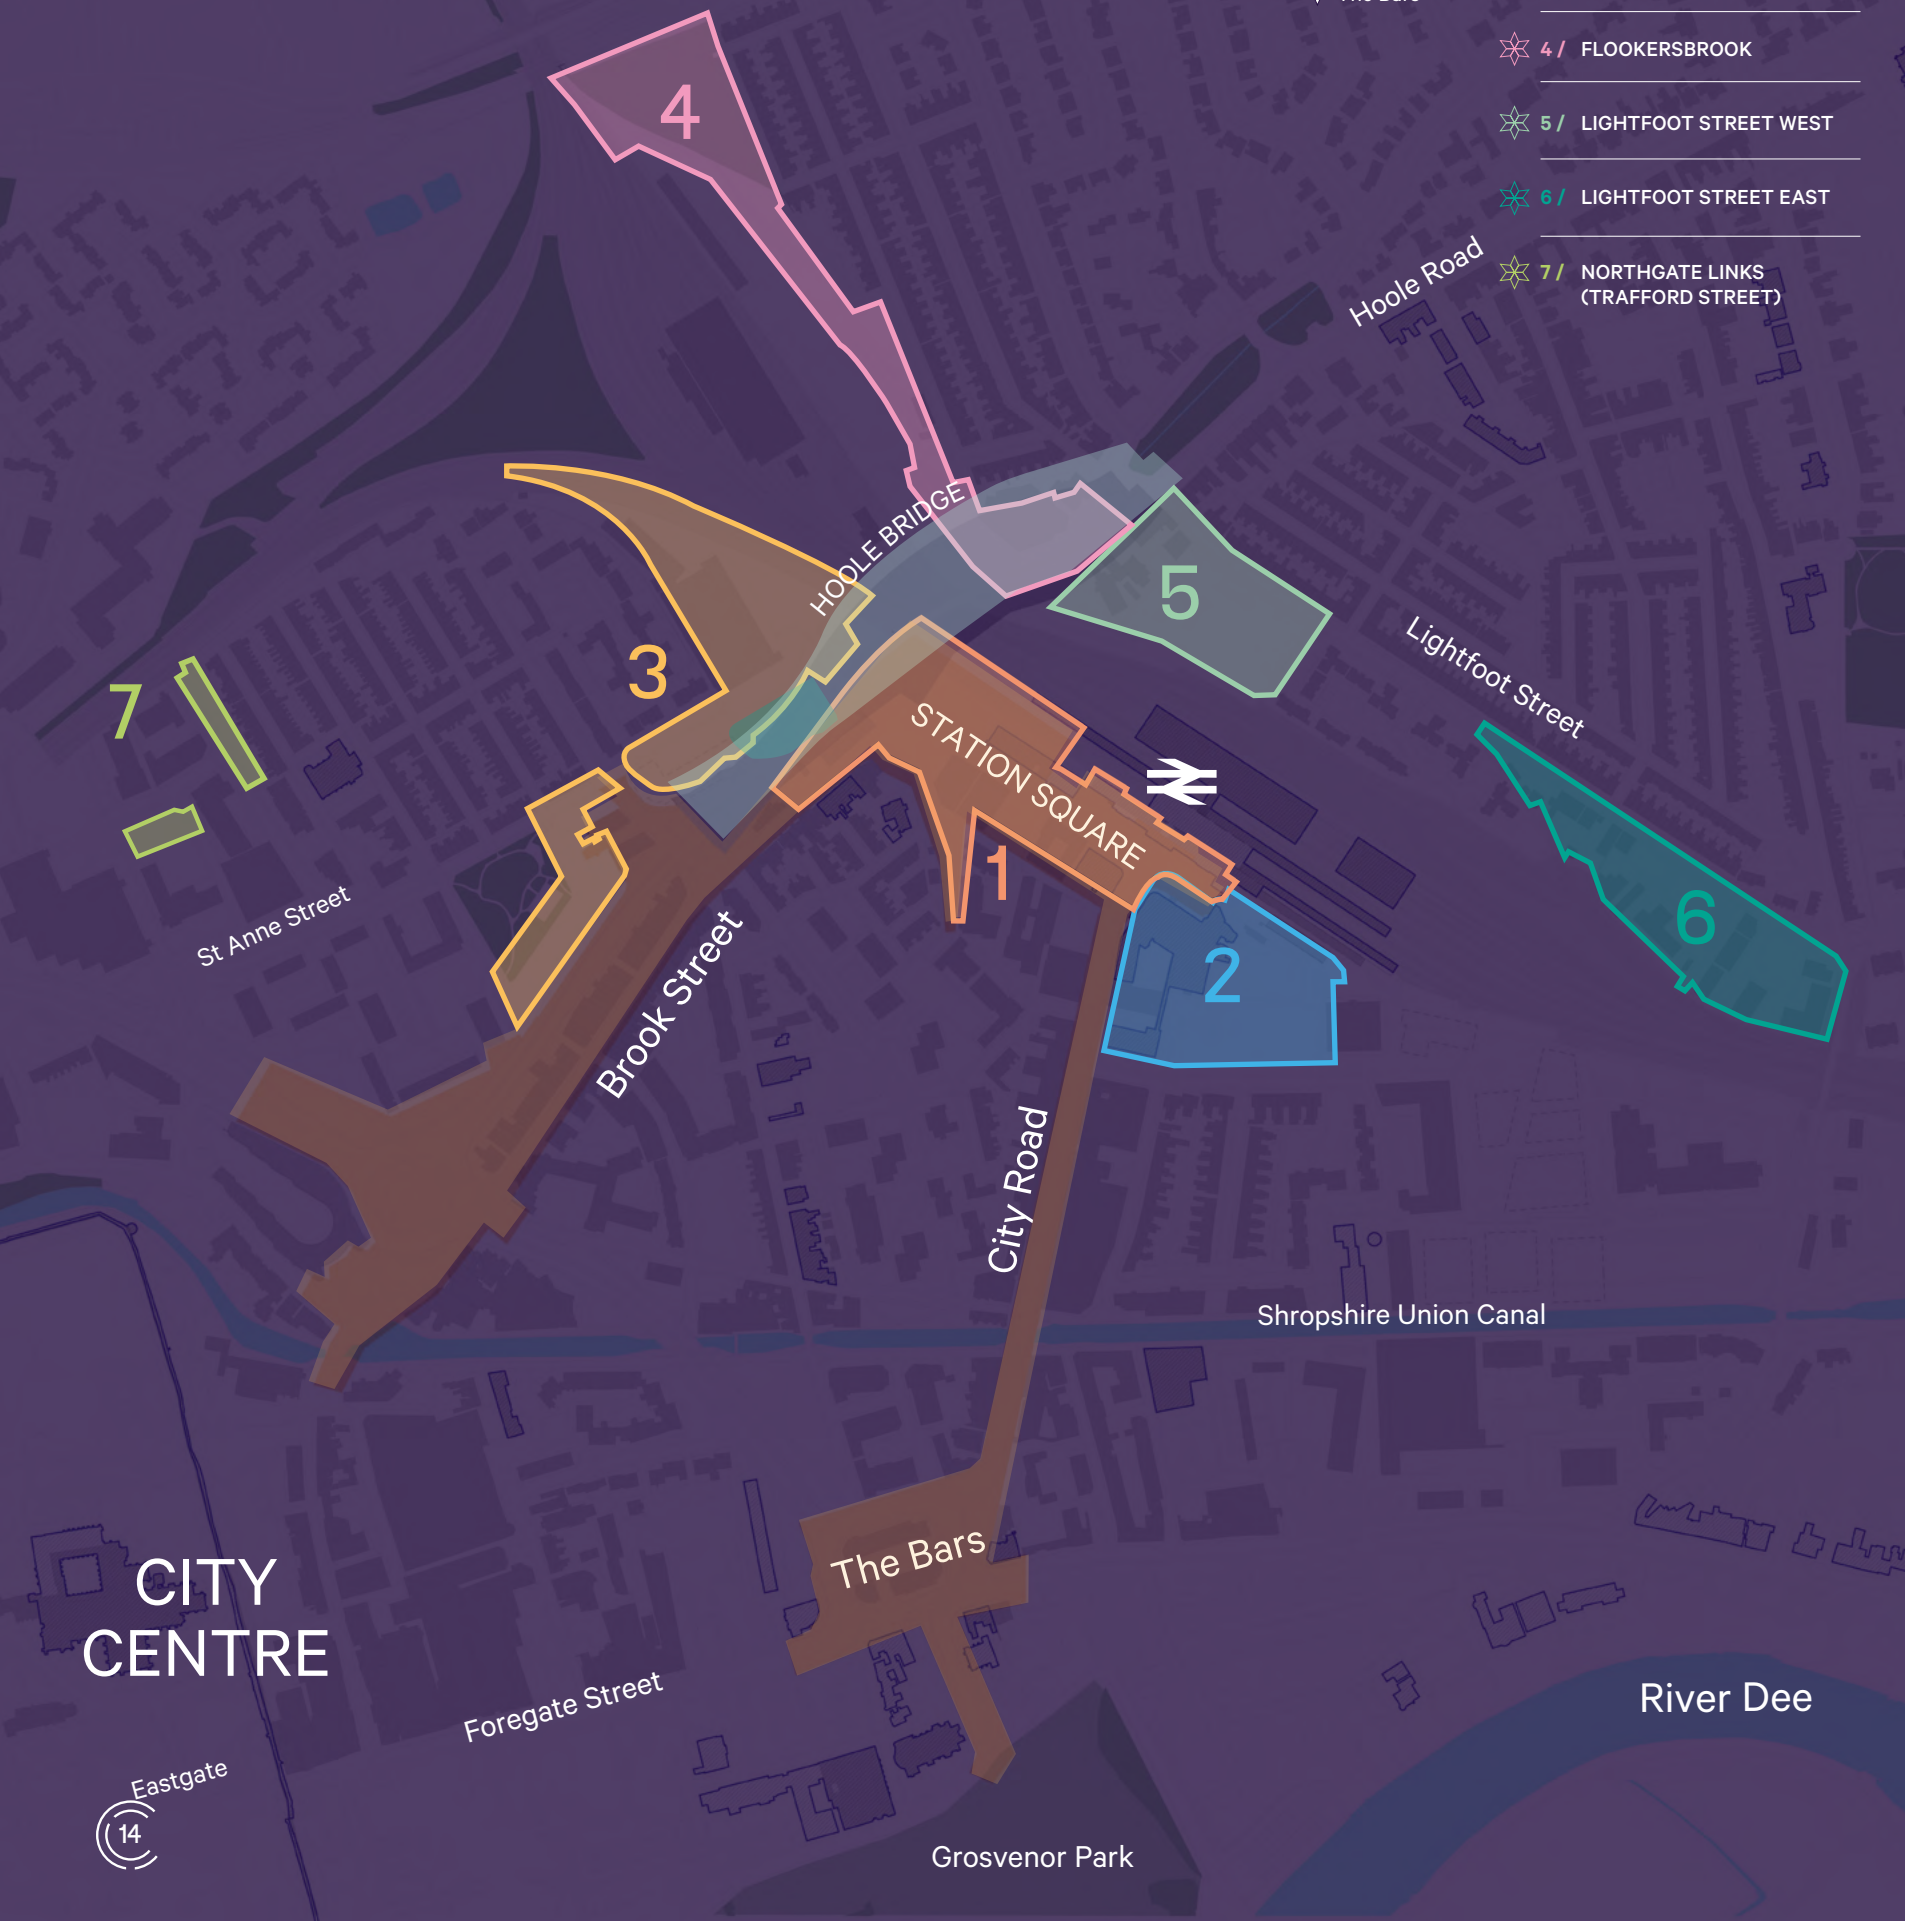 The Bars
4 / FLOOKERSBROOK
5 / LIGHTFOOT STREET WEST
6 / LIGHTFOOT STREET EAST
7 / NORTHGATE LINKS
(TRAFFORD STREET)
4
Hoole Road
HOOLE BRIDGE
5
3
Lightfoot Street
7
STATION SQUARE
1
6
2
St Anne Street
Brook Street
City Road
Shropshire Union Canal
The Bars
CITY
CENTRE
Foregate Street
River Dee
Eastgate
14
Grosvenor Park